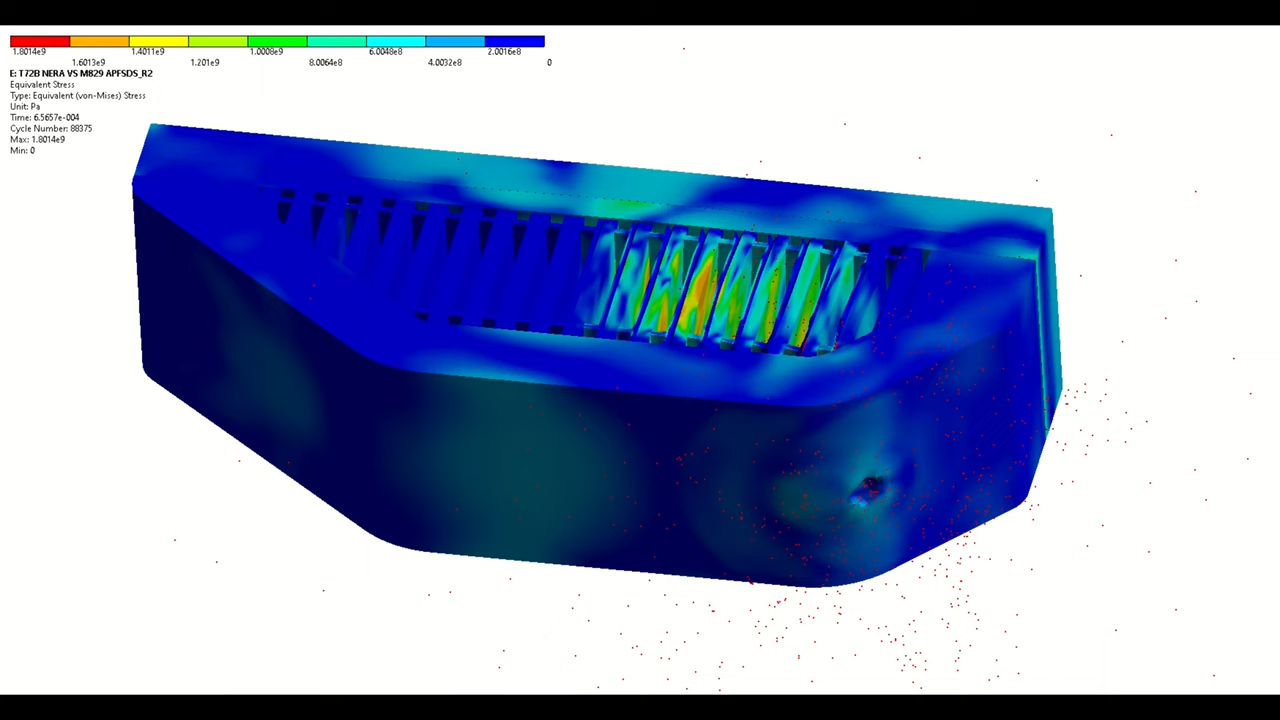 1.8014e9 1.4011e9 1.0008e9 6.0048e8 2.0016e8
1.6013e9 1.201e9 8.0064e8 4.0032e8 0
E: T72B NERA VS M829 APFSDS_R2
Equivalent Stress
Type: Equivalent (von-Mises) Stress
Unit: Pa
Time: 6.5657e-004
Cycle Number: 88375
Max: 1.8014e9
Min: 0